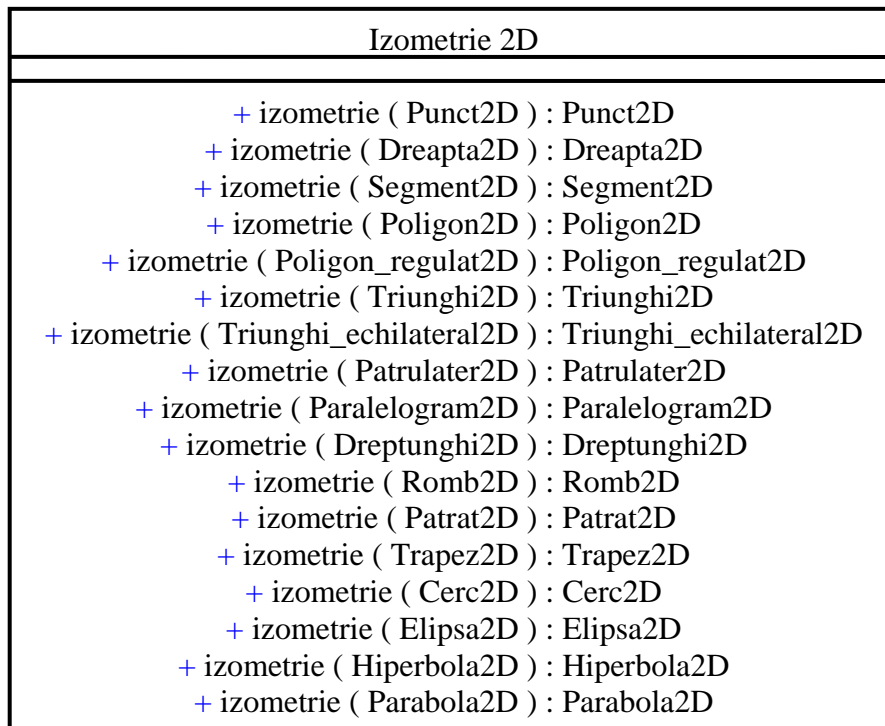 Izometrie 2D
+ izometrie ( Punct2D ) : Punct2D
+ izometrie ( Dreapta2D ) : Dreapta2D
+ izometrie ( Segment2D ) : Segment2D
+ izometrie ( Poligon2D ) : Poligon2D
+ izometrie ( Poligon_regulat2D ) : Poligon_regulat2D
+ izometrie ( Triunghi2D ) : Triunghi2D
+ izometrie ( Triunghi_echilateral2D ) : Triunghi_echilateral2D
+ izometrie ( Patrulater2D ) : Patrulater2D
+ izometrie ( Paralelogram2D ) : Paralelogram2D
+ izometrie ( Dreptunghi2D ) : Dreptunghi2D
+ izometrie ( Romb2D ) : Romb2D
+ izometrie ( Patrat2D ) : Patrat2D
+ izometrie ( Trapez2D ) : Trapez2D
+ izometrie ( Cerc2D ) : Cerc2D
+ izometrie ( Elipsa2D ) : Elipsa2D
+ izometrie ( Hiperbola2D ) : Hiperbola2D
+ izometrie ( Parabola2D ) : Parabola2D